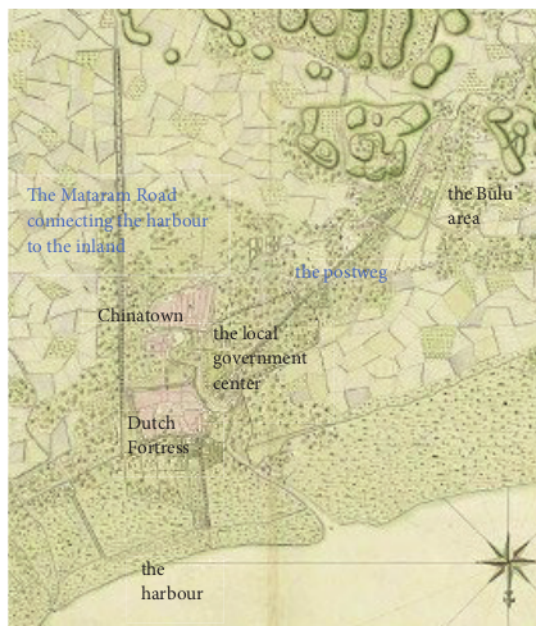 The Mataram Road
connecting the harbour
to the inland
the Bulu
area
the postweg
Chinatown
the local
government
center
Dutch
Fortress
the
harbour